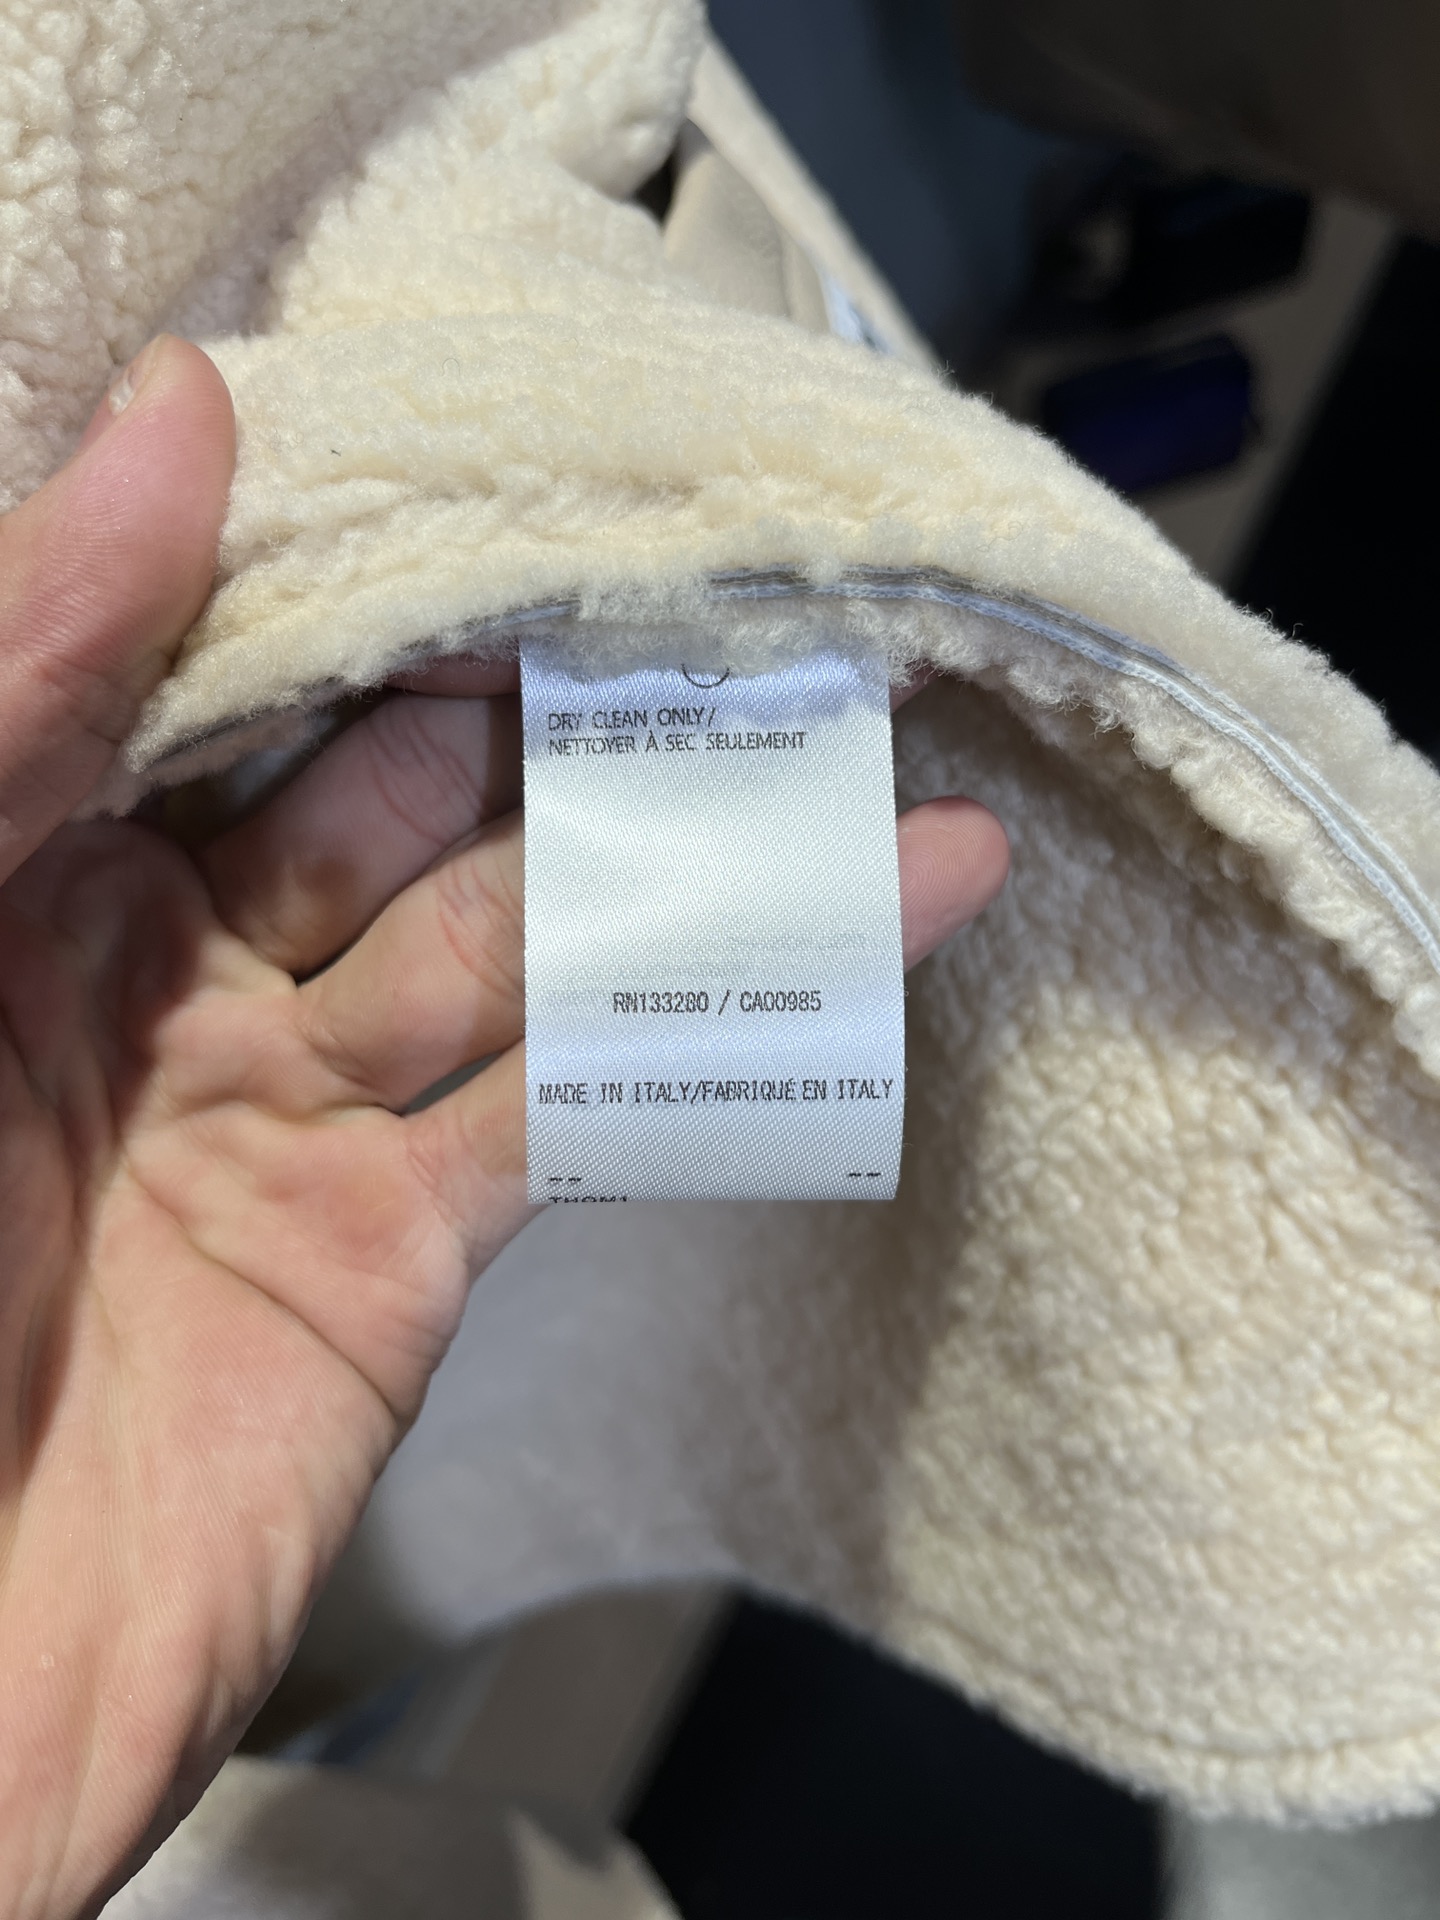 DRY CLEAN ONLY/
NETTOYER À SEC SEULEMENT
RN133280 / CA00985
MADE IN ITALY/FABRIQUÉ EN ITALY
-- --